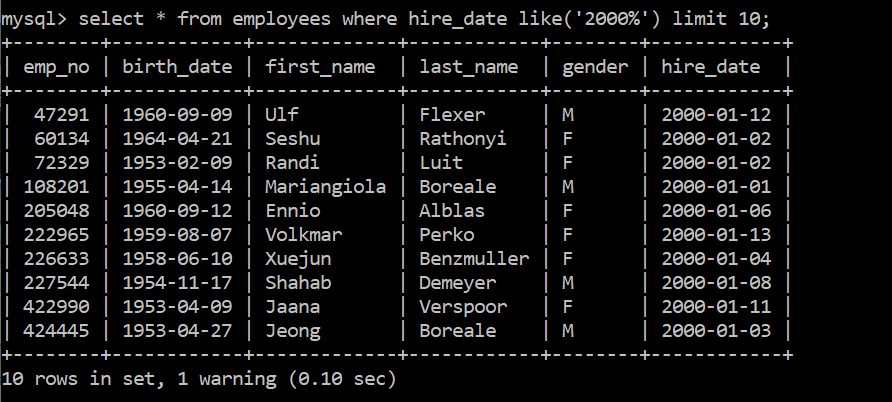 mysql> select * from employees where hire_date like('2000%') limit 10;
+--------+------------+-------------+------------+--------+------------+
| emp_no | birth_date | first_name  | last_name  | gender | hire_date  |
+--------+------------+-------------+------------+--------+------------+
|  47291 | 1960-09-09 | Ulf         | Flexer     | M      | 2000-01-12 |
|  60134 | 1964-04-21 | Seshu       | Rathonyi   | F      | 2000-01-02 |
|  72329 | 1953-02-09 | Randi       | Luit       | F      | 2000-01-02 |
| 108201 | 1955-04-14 | Mariangiola | Boreale    | M      | 2000-01-01 |
| 205048 | 1960-09-12 | Ennio       | Alblas     | F      | 2000-01-06 |
| 222965 | 1959-08-07 | Volkmar     | Perko      | F      | 2000-01-13 |
| 226633 | 1958-06-10 | Xuejun      | Benzmuller | F      | 2000-01-04 |
| 227544 | 1954-11-17 | Shahab      | Demeyer    | M      | 2000-01-08 |
| 422990 | 1953-04-09 | Jaana       | Verspoor   | F      | 2000-01-11 |
| 424445 | 1953-04-27 | Jeong       | Boreale    | M      | 2000-01-03 |
+--------+------------+-------------+------------+--------+------------+
10 rows in set, 1 warning (0.10 sec)